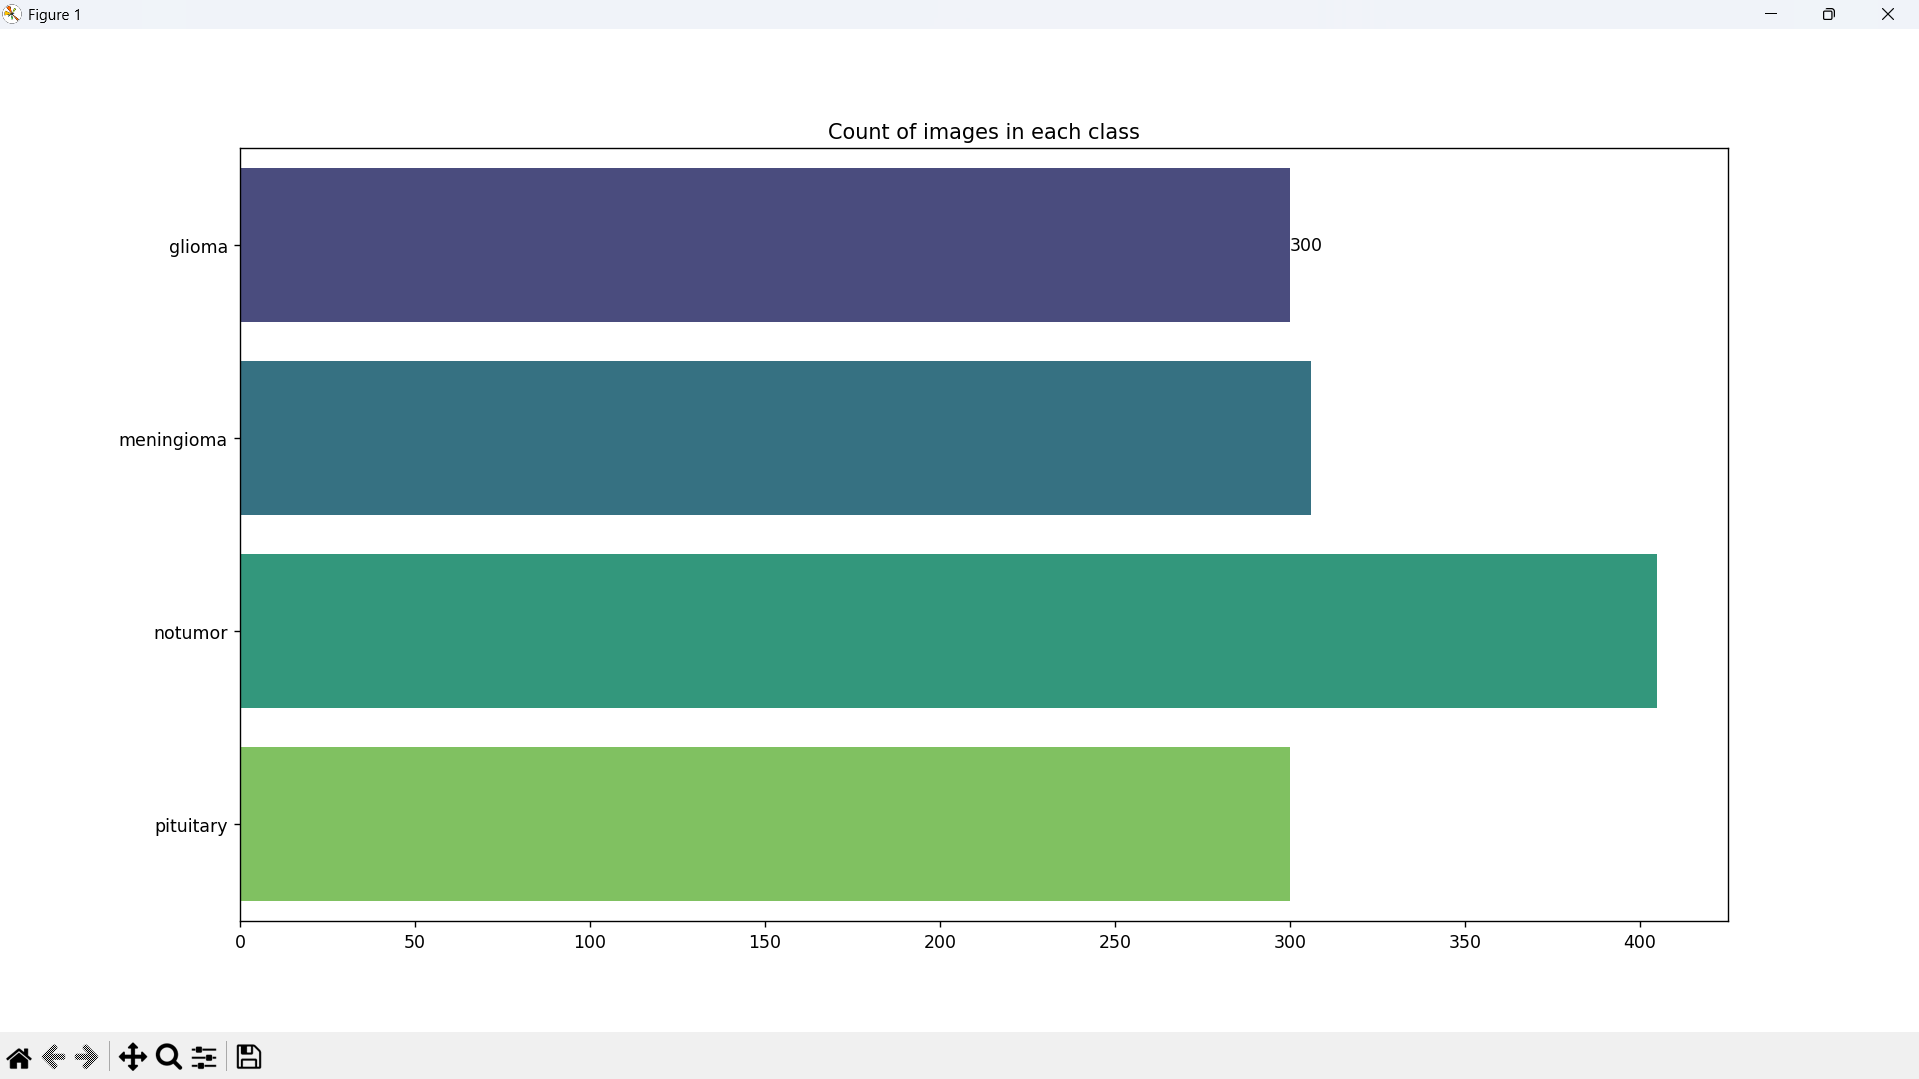 Figure 1
Count of images in each class
glioma
300
meningioma
notumor
pituitary
0 50 100 150 200 250 300 350 400